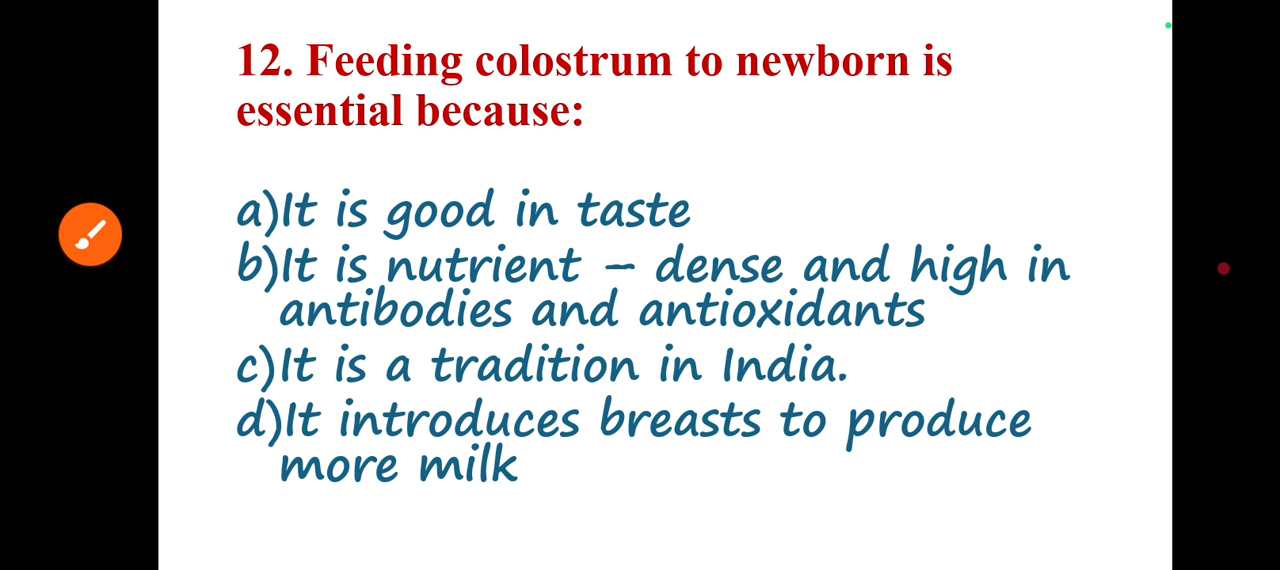 12. Feeding colostrum to newborn is
essential because:
a)It is good in taste
b)It is nutrient – dense and high in
antibodies and antioxidants
c)It is a tradition in India.
d)It introduces breasts to produce
more milk